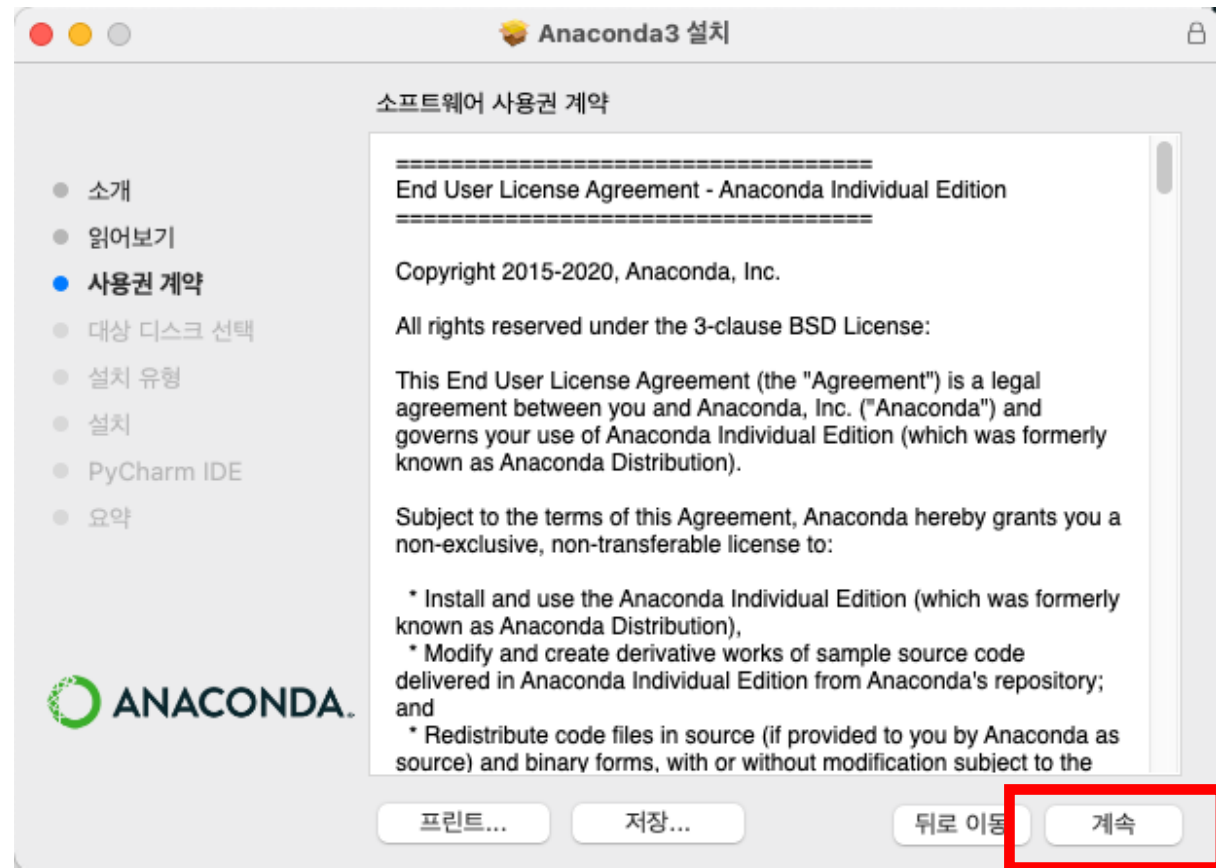 Anaconda3 설치
소프트웨어 사용권 계약
소개
읽어보기
사용권 계약
대상 디스크 선택
설치 유형
설치
PyCharm IDE
요약
ANACONDA.
===================================
End User License Agreement - Anaconda Individual Edition
===================================
Copyright 2015-2020, Anaconda, Inc.
All rights reserved under the 3-clause BSD License:
This End User License Agreement (the "Agreement") is a legal
agreement between you and Anaconda, Inc. ("Anaconda") and
governs your use of Anaconda Individual Edition (which was formerly
known as Anaconda Distribution).
Subject to the terms of this Agreement, Anaconda hereby grants you a
non-exclusive, non-transferable license to:
* Install and use the Anaconda Individual Edition (which was formerly
known as Anaconda Distribution),
* Modify and create derivative works of sample source code
delivered in Anaconda Individual Edition from Anaconda's repository;
and
* Redistribute code files in source (if provided to you by Anaconda as
source) and binary forms, with or without modification subject to the
프린트...
저장...
뒤로 이동
계속